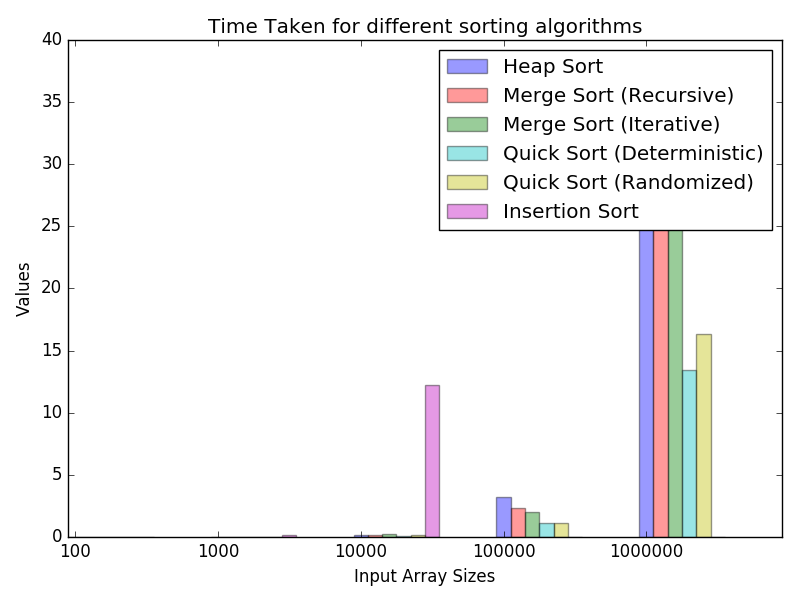 Time Taken for different sorting algorithms
40
35
30
25
20
15
10
5
0
Values
Heap Sort
Merge Sort (Recursive)
Merge Sort (Iterative)
Quick Sort (Deterministic)
Quick Sort (Randomized)
Insertion Sort
100 1000 10000 100000 1000000
Input Array Sizes